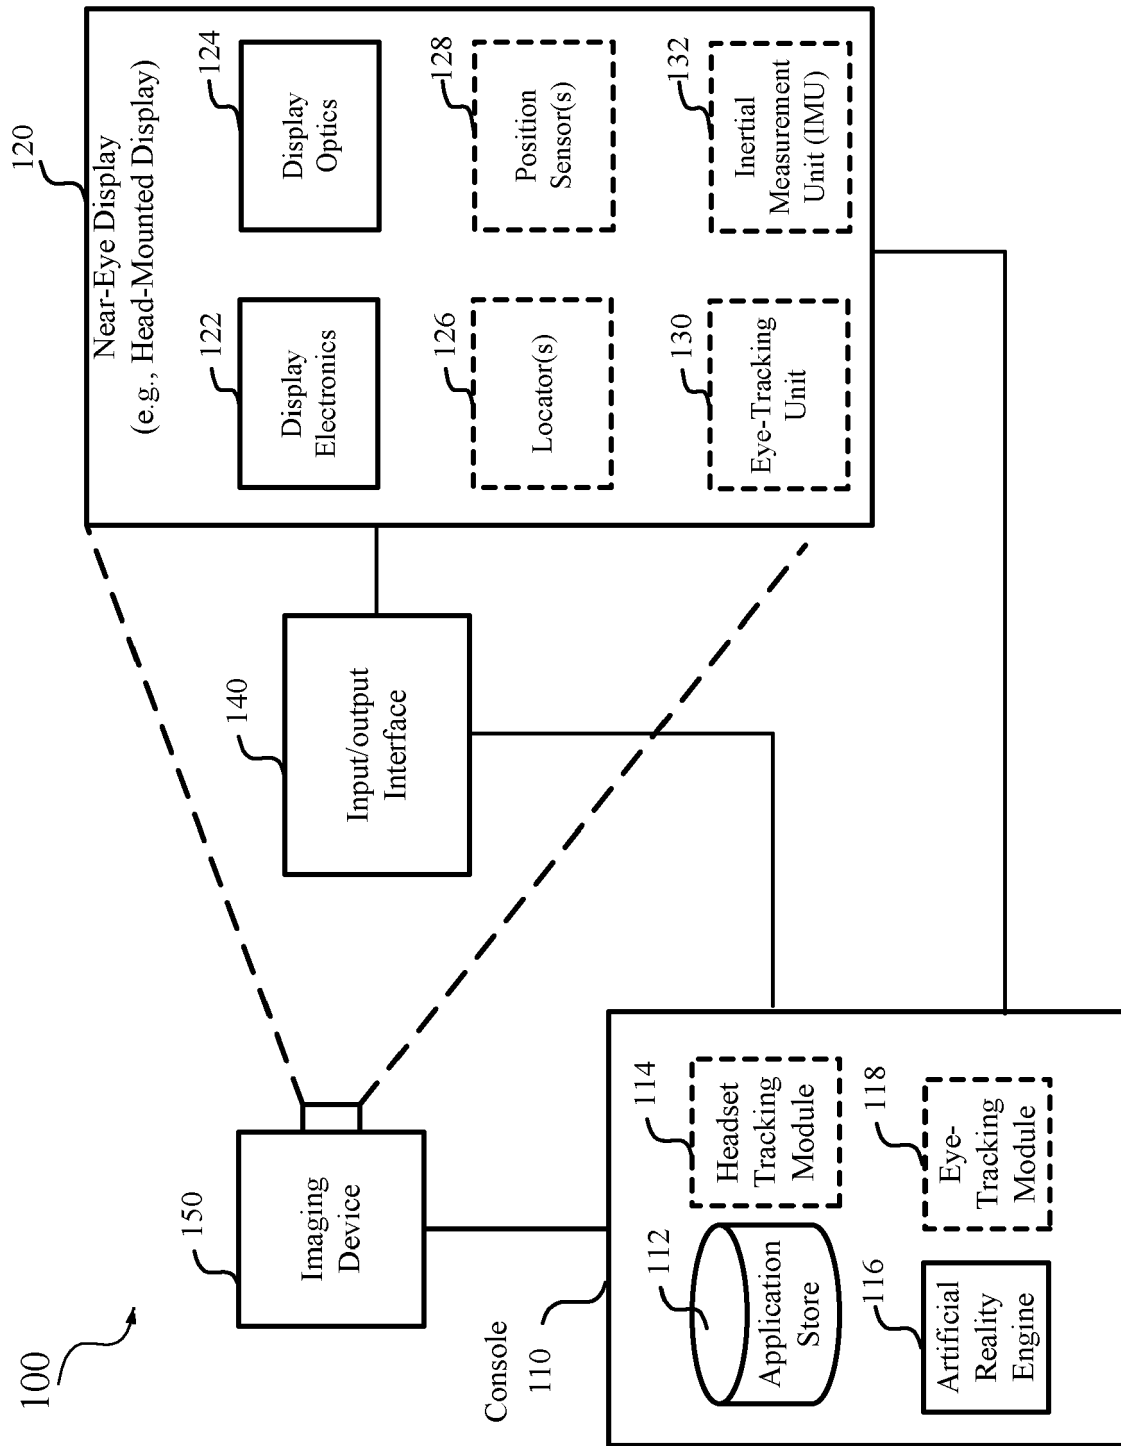 100
150
Imaging
Device
140
Input/output
Interface
120
Near-Eye Display
(e.g., Head-Mounted Display)
122
Display
Electronics
124
Display
Optics
126
Locator(s)
128
Position
Sensor(s)
130
Eye-Tracking
Unit
132
Inertial
Measurement
Unit (IMU)
Console
110
112
Application
Store
114
Headset
Tracking
Module
116
Artificial
Reality
Engine
118
Eye-
Tracking
Module